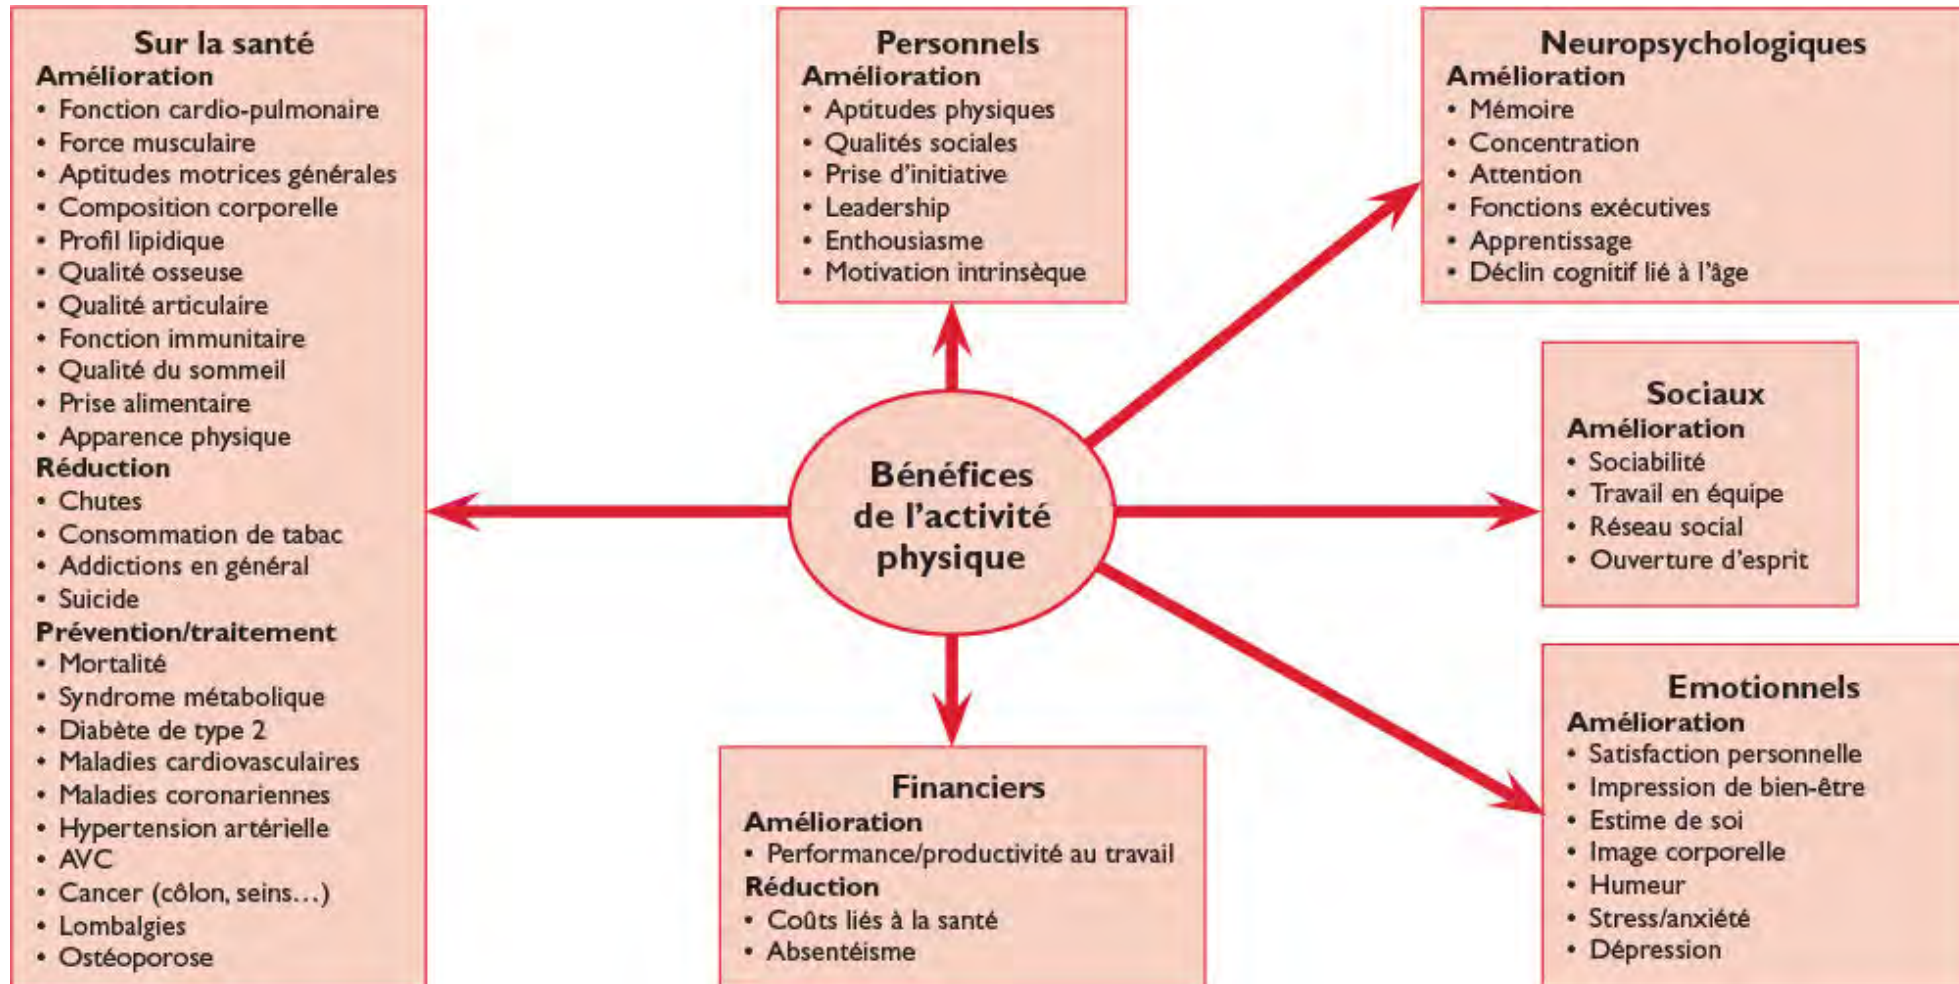 Sur la santé
Amélioration
• Fonction cardio-pulmonaire
• Force musculaire
• Aptitudes motrices générales
• Composition corporelle
• Profil lipidique
• Qualité osseuse
• Qualité articulaire
• Fonction immunitaire
• Qualité du sommeil
• Prise alimentaire
• Apparence physique
Réduction
• Chutes
• Consommation de tabac
• Addictions en général
• Suicide
Prévention/traitement
• Mortalité
• Syndrome métabolique
• Diabète de type 2
• Maladies cardiovasculaires
• Maladies coronariennes
• Hypertension artérielle
• AVC
• Cancer (côlon, seins…)
• Lombalgies
• Ostéoporose
Personnels
Amélioration
• Aptitudes physiques
• Qualités sociales
• Prise d'initiative
• Leadership
• Enthousiasme
• Motivation intrinsèque
Neuropsychologiques
Amélioration
• Mémoire
• Concentration
• Attention
• Fonctions exécutives
• Apprentissage
• Déclin cognitif lié à l'âge
Bénéfices
de l'activité
physique
Sociaux
Amélioration
• Sociabilité
• Travail en équipe
• Réseau social
• Ouverture d'esprit
Financiers
Amélioration
• Performance/productivité au travail
Réduction
• Coûts liés à la santé
• Absentéisme
Emotionnels
Amélioration
• Satisfaction personnelle
• Impression de bien-être
• Estime de soi
• Image corporelle
• Humeur
• Stress/anxiété
• Dépression